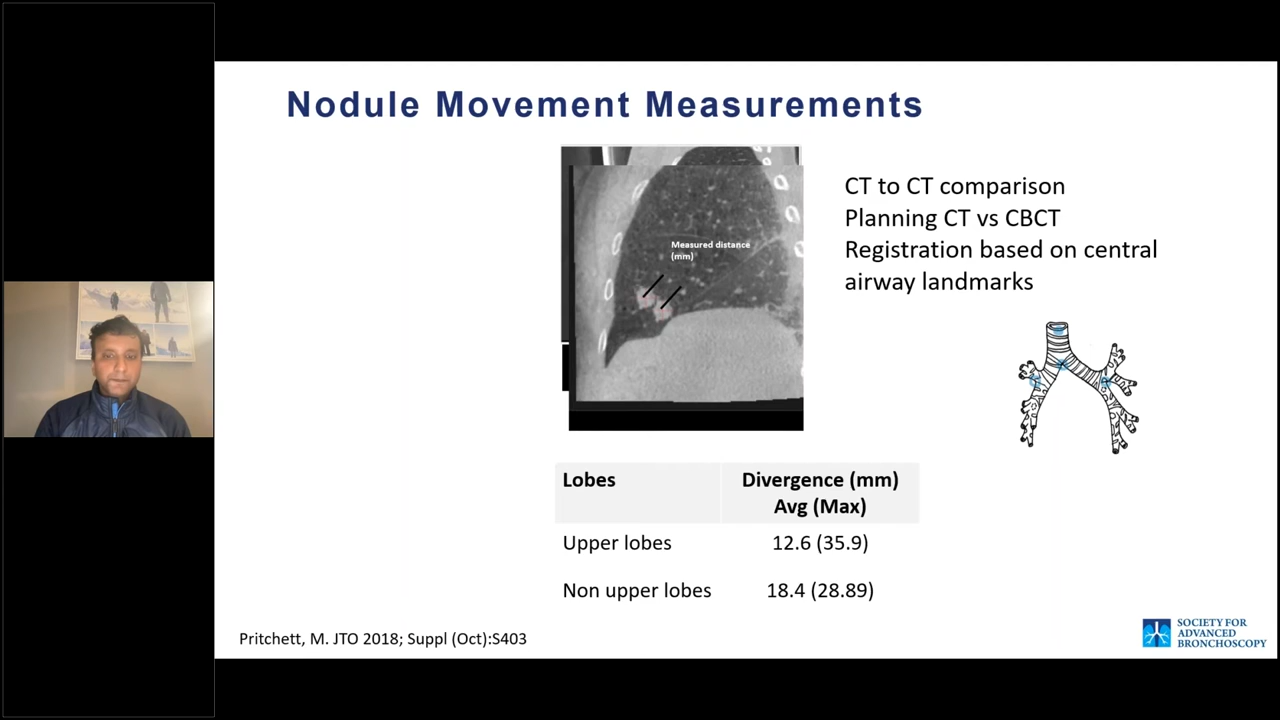 Nodule Movement Measurements
Measured distance
(mm)
CT to CT comparison
Planning CT vs CBCT
Registration based on central
airway landmarks
Lobes
Divergence (mm)
Avg (Max)
Upper lobes
12.6 (35.9)
Non upper lobes
18.4 (28.89)
Pritchett, M. JTO 2018; Suppl (Oct):S403
SOCIETY FOR
ADVANCED
BRONCHOSCOPY